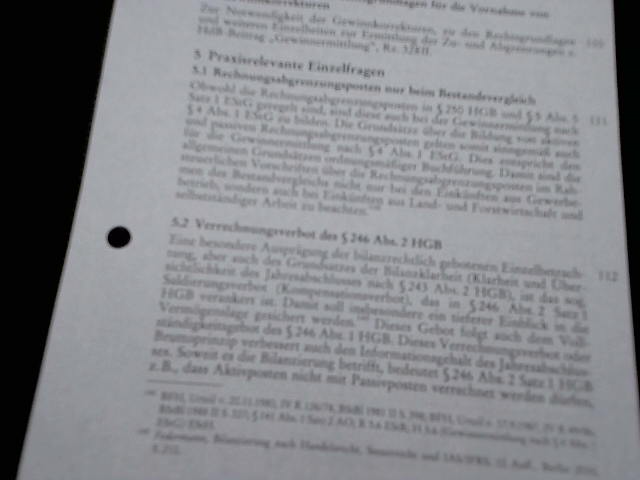 Zur Notwendigkeit der Gewinnkorrekturen, zu den Rechtsgrundlagen
und weiteren Einzelheiten zur Ermittlung der Zu- und Abgrenzungen s.
HdB-Beitrag „Gewinnermittlung", Rz.
5 Praxisrelevante Einzelfragen
5.1 Rechnungsabgrenzungsposten nur beim Bestandsvergleich
Obwohl die Rechnungsabgrenzungsposten in § 250 HGB und § 5 Abs. 5
Satz 1 EStG geregelt sind, sind diese auch bei der Gewinnermittlung nach
§ 4 Abs. 1 EStG zu bilden. Die Grundsätze über die Bildung von aktiven
und passiven Rechnungsabgrenzungsposten gelten somit sinngemäß auch
für die Gewinnermittlung nach § 4 Abs. 1 EStG. Dies entspricht den
allgemeinen Grundsätzen ordnungsmäßiger Buchführung. Damit sind die
steuerlichen Vorschriften über die Rechnungsabgrenzungsposten im Rah-
men des Bestandsvergleichs nicht nur bei den Einkünften aus Gewerbe-
betrieb, sondern auch bei Einkünften aus Land- und Forstwirtschaft und
selbstständiger Arbeit zu beachten.
111
5.2 Verrechnungsverbot des § 246 Abs. 2 HGB
Eine besondere Ausprägung der bilanzrechtlich gebotenen Einzelbetrach-
tung, aber auch des Grundsatzes der Bilanzklarheit (Klarheit und Über-
sichtlichkeit des Jahresabschlusses nach § 243 Abs. 2 HGB), ist das sog.
Saldierungsverbot (Kompensationsverbot), das in § 246 Abs. 2 Satz 1
HGB verankert ist. Damit soll insbesondere ein tieferer Einblick in die
Vermögenslage gesichert werden. Dieses Gebot folgt auch dem Voll-
ständigkeitsgebot des § 246 Abs. 1 HGB. Dieses Verrechnungsverbot oder
Bruttoprinzip verbessert auch den Informationsgehalt des Jahresabschlus-
ses. Soweit es die Bilanzierung betrifft, bedeutet § 246 Abs. 2 Satz 1 HGB
z. B., dass Aktivposten nicht mit Passivposten verrechnet werden dürfen,
112